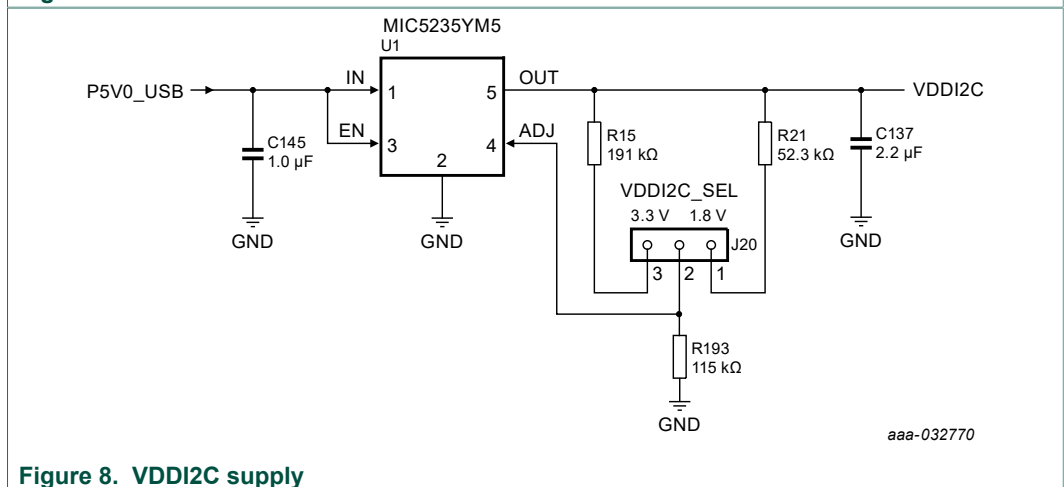 MIC5235YM5
U1
P5V0_USB
IN
1
EN
3
2
5
OUT
4
ADJ
VDDI2C
C145
1.0 µF
R15
191 kΩ
R21
52.3 kΩ
C137
2.2 µF
VDDI2C_SEL
3.3 V 1.8 V
J20
3 2 1
GND
GND
GND
R193
115 kΩ
GND
aaa-032770
Figure 8. VDDI2C supply